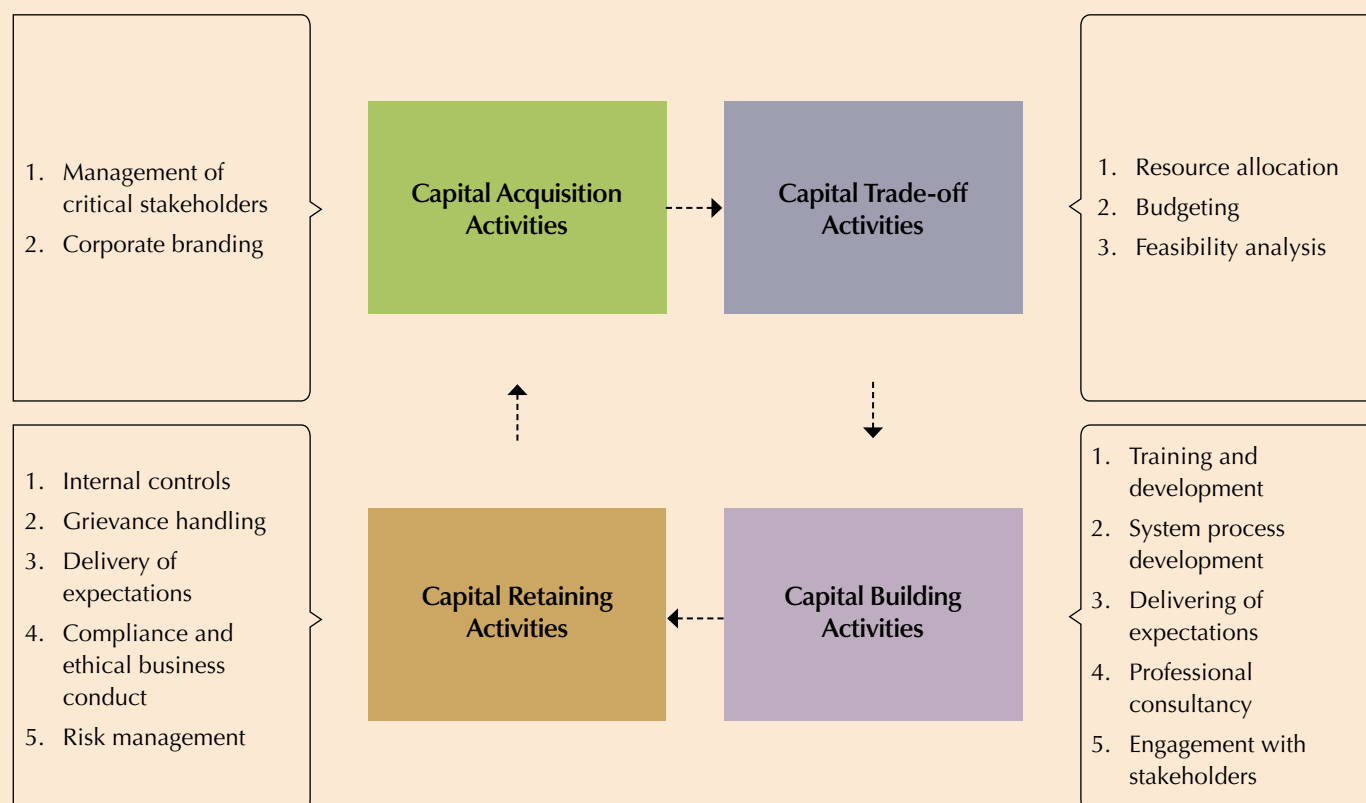 1. Management of
critical stakeholders
2. Corporate branding
Capital Acquisition
Activities
Capital Trade-off
Activities
1. Resource allocation
2. Budgeting
3. Feasibility analysis
1. Internal controls
2. Grievance handling
3. Delivery of
expectations
4. Compliance and
ethical business
conduct
5. Risk management
Capital Retaining
Activities
Capital Building
Activities
1. Training and
development
2. System process
development
3. Delivering of
expectations
4. Professional
consultancy
5. Engagement with
stakeholders